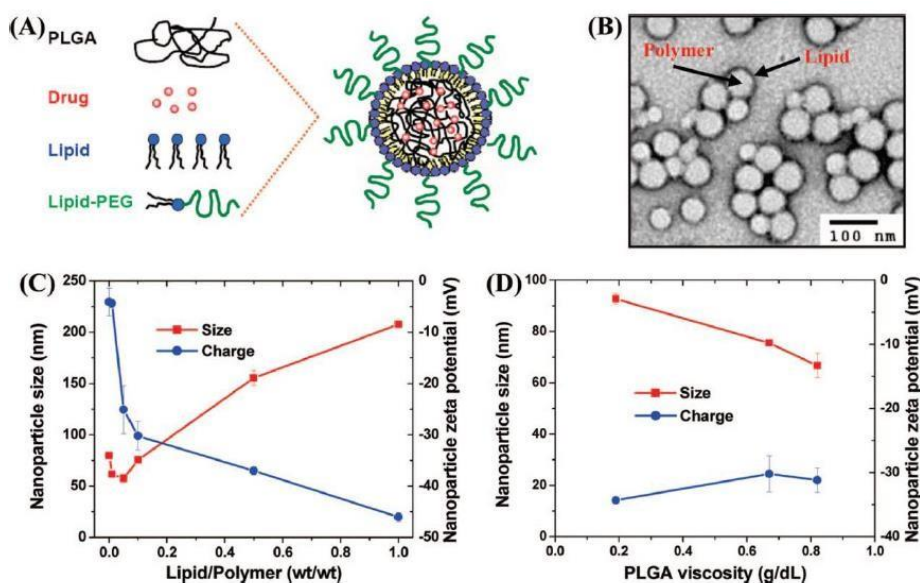 (A)
PLGA
Drug
Lipid
Lipid-PEG
(B)
Polymer
Lipid
100 nm
(C)
250
200
150
100
50
0
Nanoparticle size (nm)
Size
Charge
0
-10
-20
-30
-40
-50
Nanoparticle zeta potential (mV)
0.0 0.2 0.4 0.6 0.8 1.0
Lipid/Polymer (wt/wt)
(D)
100
80
60
40
20
0
Nanoparticle size (nm)
Size
Charge
0
-10
-20
-30
-40
-50
Nanoparticle zeta potential (mV)
0.0 0.2 0.4 0.6 0.8 1.0
PLGA viscosity (g/dL)